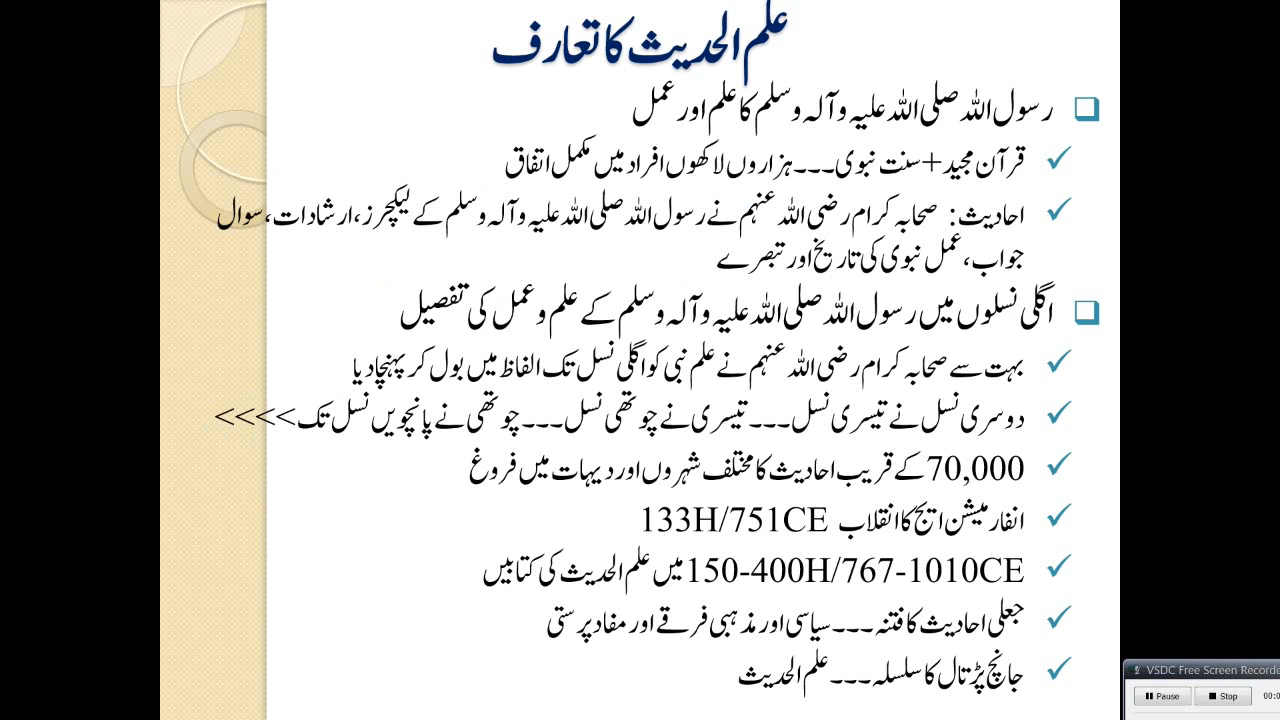 علم الحدیث کا تعارف
رسول اللہ صلی اللہ علیہ وآلہ وسلم کا علم اور عمل
قرآن مجید + سنت نبوی۔۔۔ ہزاروں لاکھوں افراد میں مکمل اتفاق
احادیث: صحابہ کرام رضی اللہ عنہم نے رسول اللہ صلی اللہ علیہ وآلہ وسلم کے لیکچرز، ارشادات، سوال
جواب، عمل نبوی کی تاریخ اور تبصرے
اگلی نسلوں میں رسول اللہ صلی اللہ علیہ وآلہ وسلم کے علم و عمل کی تفصیل
بہت سے صحابہ کرام رضی اللہ عنہم نے علم نبی کو اگلی نسل تک الفاظ میں بول کر پہنچا دیا
دوسری نسل نے تیسری نسل۔۔۔ تیسری نے چوتھی نسل۔۔۔ چوتھی نے پانچویں نسل تک >>>>
70,000 کے قریب احادیث کا مختلف شہروں اور دیہات میں فروغ
انفارمیشن ایج کا انقلاب 133H/751CE
150-400H/767-1010CE میں علم الحدیث کی کتابیں
جعلی احادیث کا فتنہ۔۔۔ سیاسی اور مذہبی فرقے اور مفاد پرستی
جانچ پڑتال کا سلسلہ۔۔۔ علم الحدیث
VSDC Free Screen Recorde
Pause Stop 00:0